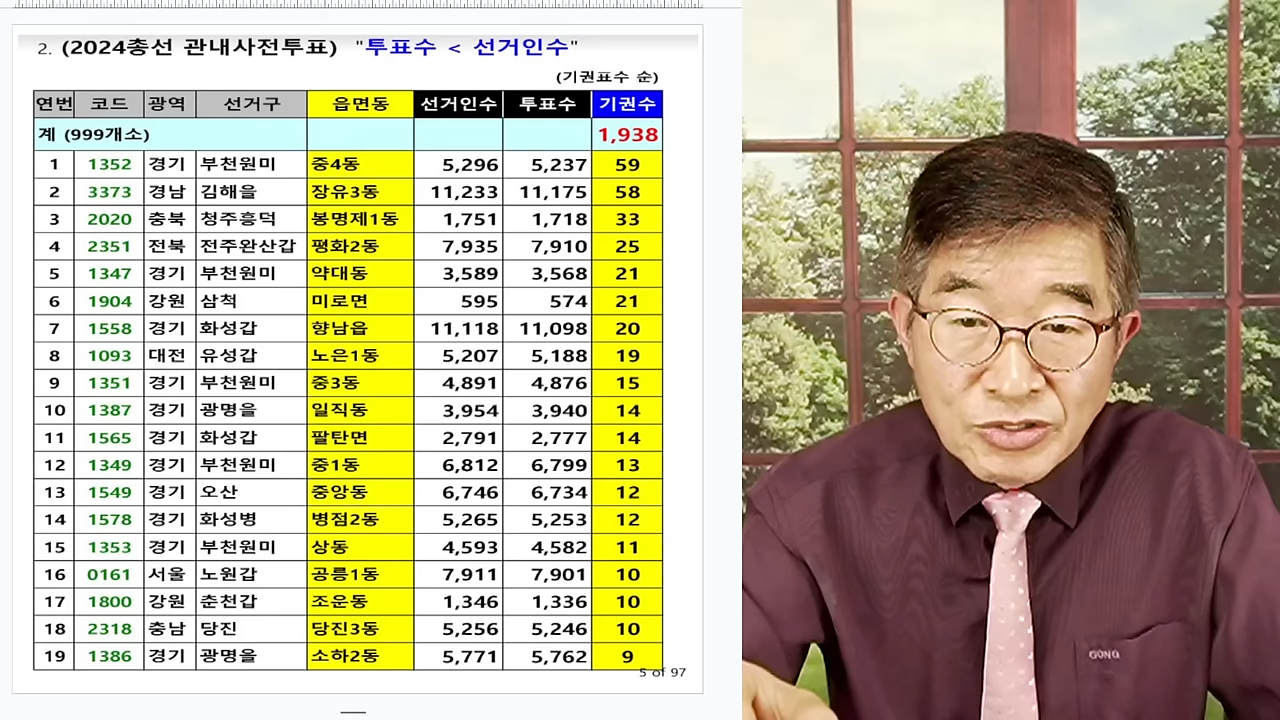 2. (2024총선 관내사전투표) "투표수 < 선거인수"
(기권표수 순)
연번 코드 광역 선거구 읍면동 선거인수 투표수 기권수
계 (999개소) 1,938
1 1352 경기 부천원미 중4동 5,296 5,237 59
2 3373 경남 김해을 장유3동 11,233 11,175 58
3 2020 충북 청주흥덕 봉명제1동 1,751 1,718 33
4 2351 전북 전주완산갑 평화2동 7,935 7,910 25
5 1347 경기 부천원미 약대동 3,589 3,568 21
6 1904 강원 삼척 미로면 595 574 21
7 1558 경기 화성갑 향남읍 11,118 11,098 20
8 1093 대전 유성갑 노은1동 5,207 5,188 19
9 1351 경기 부천원미 중3동 4,891 4,876 15
10 1387 경기 광명을 일직동 3,954 3,940 14
11 1565 경기 화성갑 팔탄면 2,791 2,777 14
12 1349 경기 부천원미 중1동 6,812 6,799 13
13 1549 경기 오산 중앙동 6,746 6,734 12
14 1578 경기 화성병 병점2동 5,265 5,253 12
15 1353 경기 부천원미 상동 4,593 4,582 11
16 0161 서울 노원갑 공릉1동 7,911 7,901 10
17 1800 강원 춘천갑 조운동 1,346 1,336 10
18 2318 충남 당진 당진3동 5,256 5,246 10
19 1386 경기 광명을 소하2동 5,771 5,762 9
5 of 97
GONG